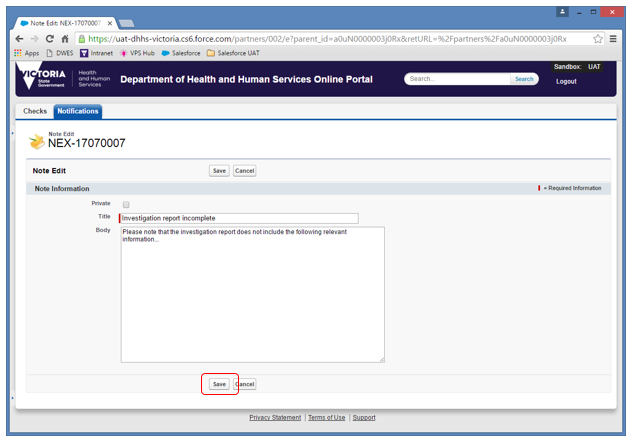 Note Edit: NEX-17070007
https://uat-dhhs-victoria.cs6.force.com/partners/002/e?parent_id=a0uN0000003j0Rx&retURL=%2Fpartners%2Fa0uN0000003j0Rx
Apps DWES Intranet VPS Hub Salesforce Salesforce UAT
Sandbox: UAT
VICTORIA
State
Government
Health
and Human
Services
Department of Health and Human Services Online Portal
Search...
Search
Logout
Checks Notifications
Note Edit
NEX-17070007
Note Edit Save Cancel
Note Information = Required Information
Private
Title Investigation report incomplete
Body Please note that the investigation report does not include the following relevant
information...
Save Cancel
Privacy Statement | Terms of Use | Support